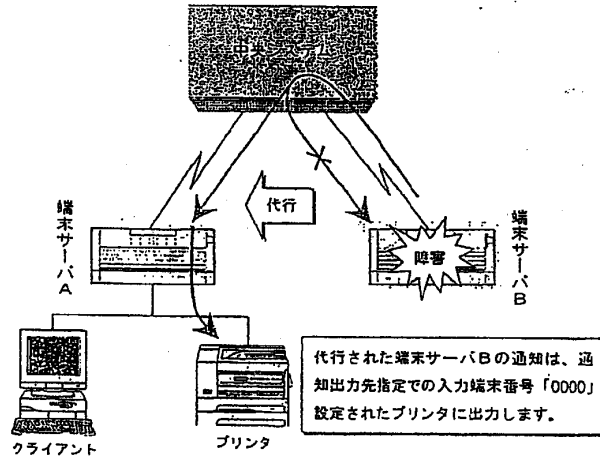 中央システム
代行
端末サーバA
障害
端末サーバB
代行された端末サーバBの通知は、通
知出力先指定での入力端末番号「0000」
設定されたプリンタに出力します。
クライアント
プリンタ